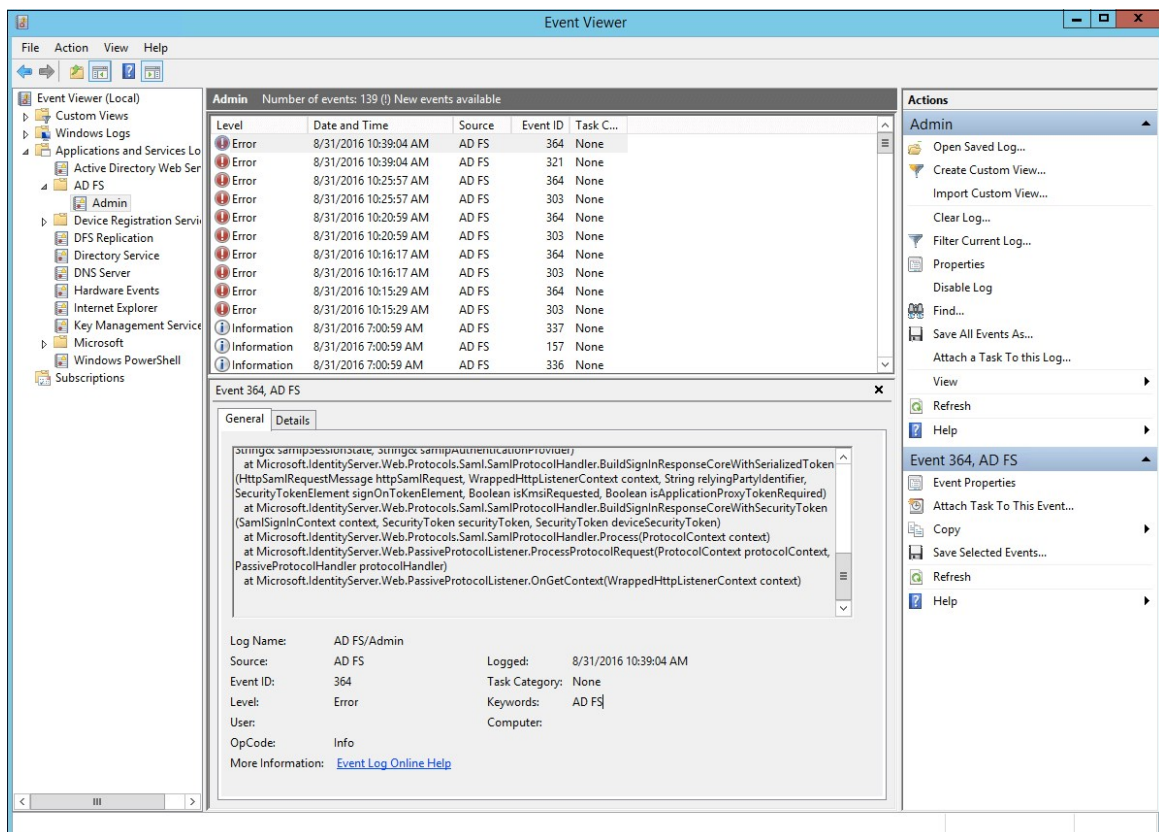 Event Viewer
File Action View Help
Event Viewer (Local)
Custom Views
Windows Logs
Applications and Services Lo
Active Directory Web Ser
AD FS
Admin
Device Registration Servi
DFS Replication
Directory Service
DNS Server
Hardware Events
Internet Explorer
Key Management Service
Microsoft
Windows PowerShell
Subscriptions
Admin Number of events: 139 (!) New events available
Level Date and Time Source Event ID Task C...
Error 8/31/2016 10:39:04 AM AD FS 364 None
Error 8/31/2016 10:39:04 AM AD FS 321 None
Error 8/31/2016 10:25:57 AM AD FS 364 None
Error 8/31/2016 10:25:57 AM AD FS 303 None
Error 8/31/2016 10:20:59 AM AD FS 364 None
Error 8/31/2016 10:20:59 AM AD FS 303 None
Error 8/31/2016 10:16:17 AM AD FS 364 None
Error 8/31/2016 10:16:17 AM AD FS 303 None
Error 8/31/2016 10:15:29 AM AD FS 364 None
Error 8/31/2016 10:15:29 AM AD FS 303 None
Information 8/31/2016 7:00:59 AM AD FS 337 None
Information 8/31/2016 7:00:59 AM AD FS 157 None
Information 8/31/2016 7:00:59 AM AD FS 336 None
Event 364, AD FS
General Details
String& samlpSessionState, String& samlpAuthenticationProvider)
at Microsoft.IdentityServer.Web.Protocols.Saml.SamlProtocolHandler.BuildSignInResponseCoreWithSerializedToken
(HttpSamlRequestMessage httpSamlRequest, WrappedHttpListenerContext context, String relyingPartyIdentifier,
SecurityTokenElement signOnTokenElement, Boolean isKmsiRequested, Boolean isApplicationProxyTokenRequired)
at Microsoft.IdentityServer.Web.Protocols.Saml.SamlProtocolHandler.BuildSignInResponseCoreWithSecurityToken
(SamlSignInContext context, SecurityToken securityToken, SecurityToken deviceSecurityToken)
at Microsoft.IdentityServer.Web.Protocols.Saml.SamlProtocolHandler.Process(ProtocolContext context)
at Microsoft.IdentityServer.Web.PassiveProtocolListener.ProcessProtocolRequest(ProtocolContext protocolContext,
PassiveProtocolHandler protocolHandler)
at Microsoft.IdentityServer.Web.PassiveProtocolListener.OnGetContext(WrappedHttpListenerContext context)
Log Name: AD FS/Admin
Source: AD FS Logged: 8/31/2016 10:39:04 AM
Event ID: 364 Task Category: None
Level: Error Keywords: AD FS
User: Computer:
OpCode: Info
More Information: Event Log Online Help
Actions
Admin
Open Saved Log...
Create Custom View...
Import Custom View...
Clear Log...
Filter Current Log...
Properties
Disable Log
Find...
Save All Events As...
Attach a Task To this Log...
View
Refresh
Help
Event 364, AD FS
Event Properties
Attach Task To This Event...
Copy
Save Selected Events...
Refresh
Help